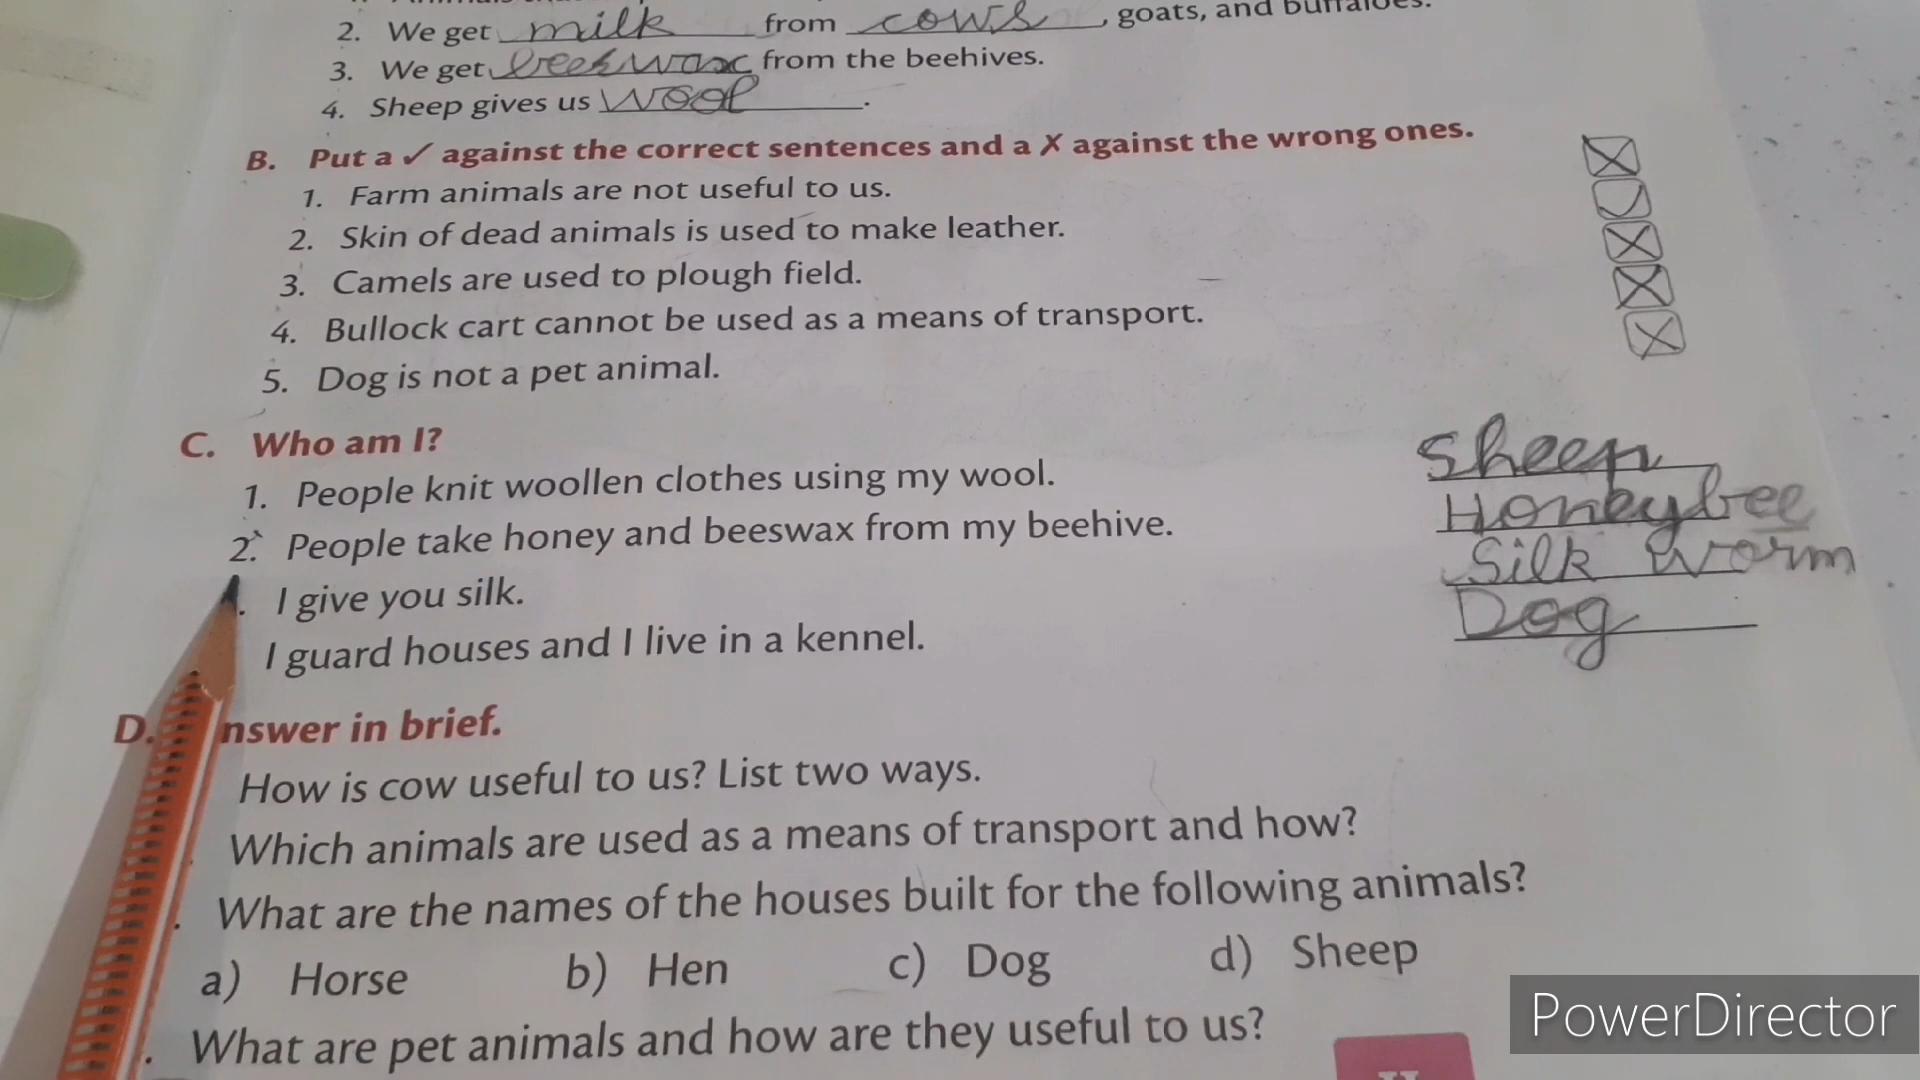 2. We get milk from cows, goats, and buffaloes.
3. We get beeswax from the beehives.
4. Sheep gives us wool.
B. Put a ✓ against the correct sentences and a ✗ against the wrong ones.
1. Farm animals are not useful to us. ✗
2. Skin of dead animals is used to make leather. ✓
3. Camels are used to plough field. ✗
4. Bullock cart cannot be used as a means of transport. ✗
5. Dog is not a pet animal. ✗
C. Who am I?
1. People knit woollen clothes using my wool. Sheep
2. People take honey and beeswax from my beehive. Honeybee
. I give you silk. Silk worm
I guard houses and I live in a kennel. Dog
D. nswer in brief.
How is cow useful to us? List two ways.
. Which animals are used as a means of transport and how?
. What are the names of the houses built for the following animals?
a) Horse b) Hen c) Dog d) Sheep
. What are pet animals and how are they useful to us?
PowerDirector